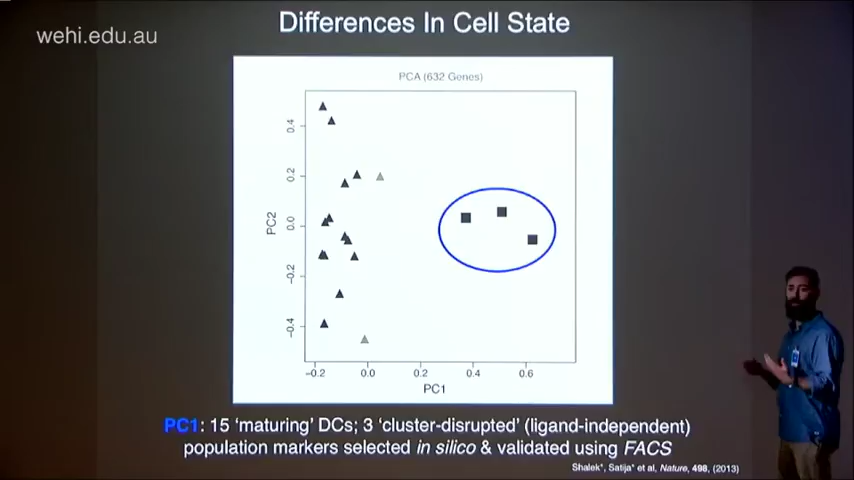 Differences In Cell State
wehi.edu.au
PCA (632 Genes)
0.4
0.2
0.0
−0.2
−0.4
PC2
−0.2
0.0
0.2
0.4
0.6
PC1
PC1: 15 'maturing' DCs; 3 'cluster-disrupted' (ligand-independent)
population markers selected in silico & validated using FACS
Shalek*, Satija* et al, Nature, 498, (2013)